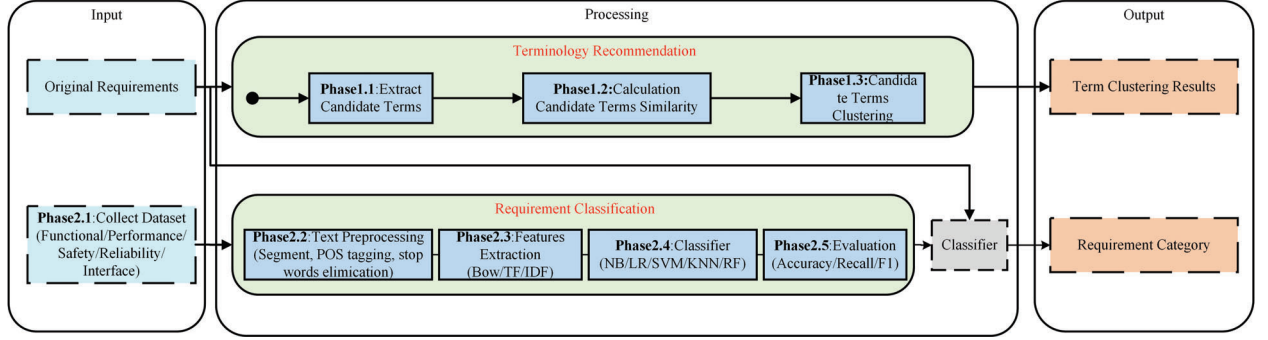 Input
Processing
Output
Terminology Recommendation
Original Requirements
Phase1.1:Extract
Candidate Terms
Phase1.2:Calculation
Candidate Terms Similarity
Phase1.3:Candida
te Terms
Clustering
Term Clustering Results
Requirement Classification
Phase2.1:Collect Dataset
(Functional/Performance/
Safety/Reliability/
Interface)
Phase2.2:Text Preprocessing
(Segment, POS tagging, stop
words elimication)
Phase2.3:Features
Extraction
(Bow/TF/IDF)
Phase2.4:Classifier
(NB/LR/SVM/KNN/RF)
Phase2.5:Evaluation
(Accuracy/Recall/F1)
Classifier
Requirement Category